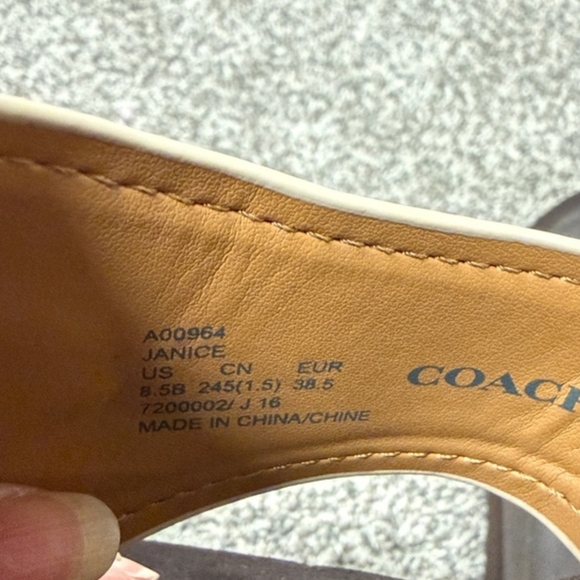 A00964
JANICE
US CN EUR
8.5B 245(1.5) 38.5
7200002/ J 16
MADE IN CHINA/CHINE
COACH